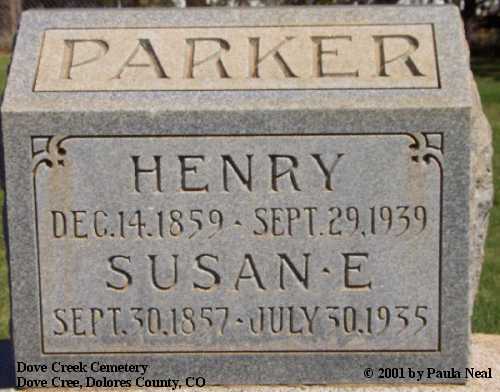 PARKER
HENRY
DEC.14.1859 - SEPT.29,1939
SUSAN·E
SEPT.30.1857-JULY 30,1935
Dove Creek Cemetery
Dove Cree, Dolores County, CO
© 2001 by Paula Neal